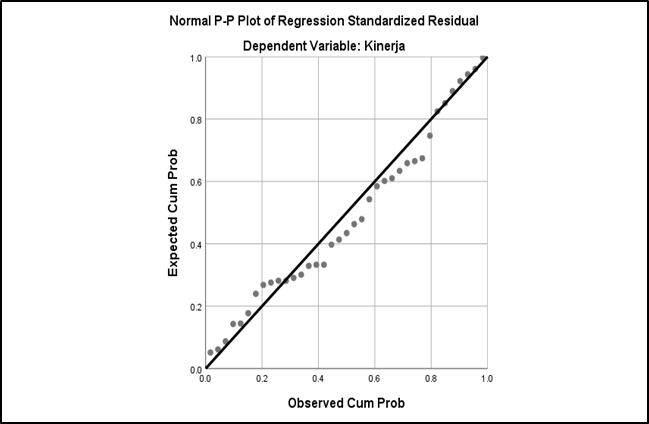 Normal P-P Plot of Regression Standardized Residual
Dependent Variable: Kinerja
1.0
0.8
0.6
0.4
0.2
0.0
Expected Cum Prob
0.0 0.2 0.4 0.6 0.8 1.0
Observed Cum Prob